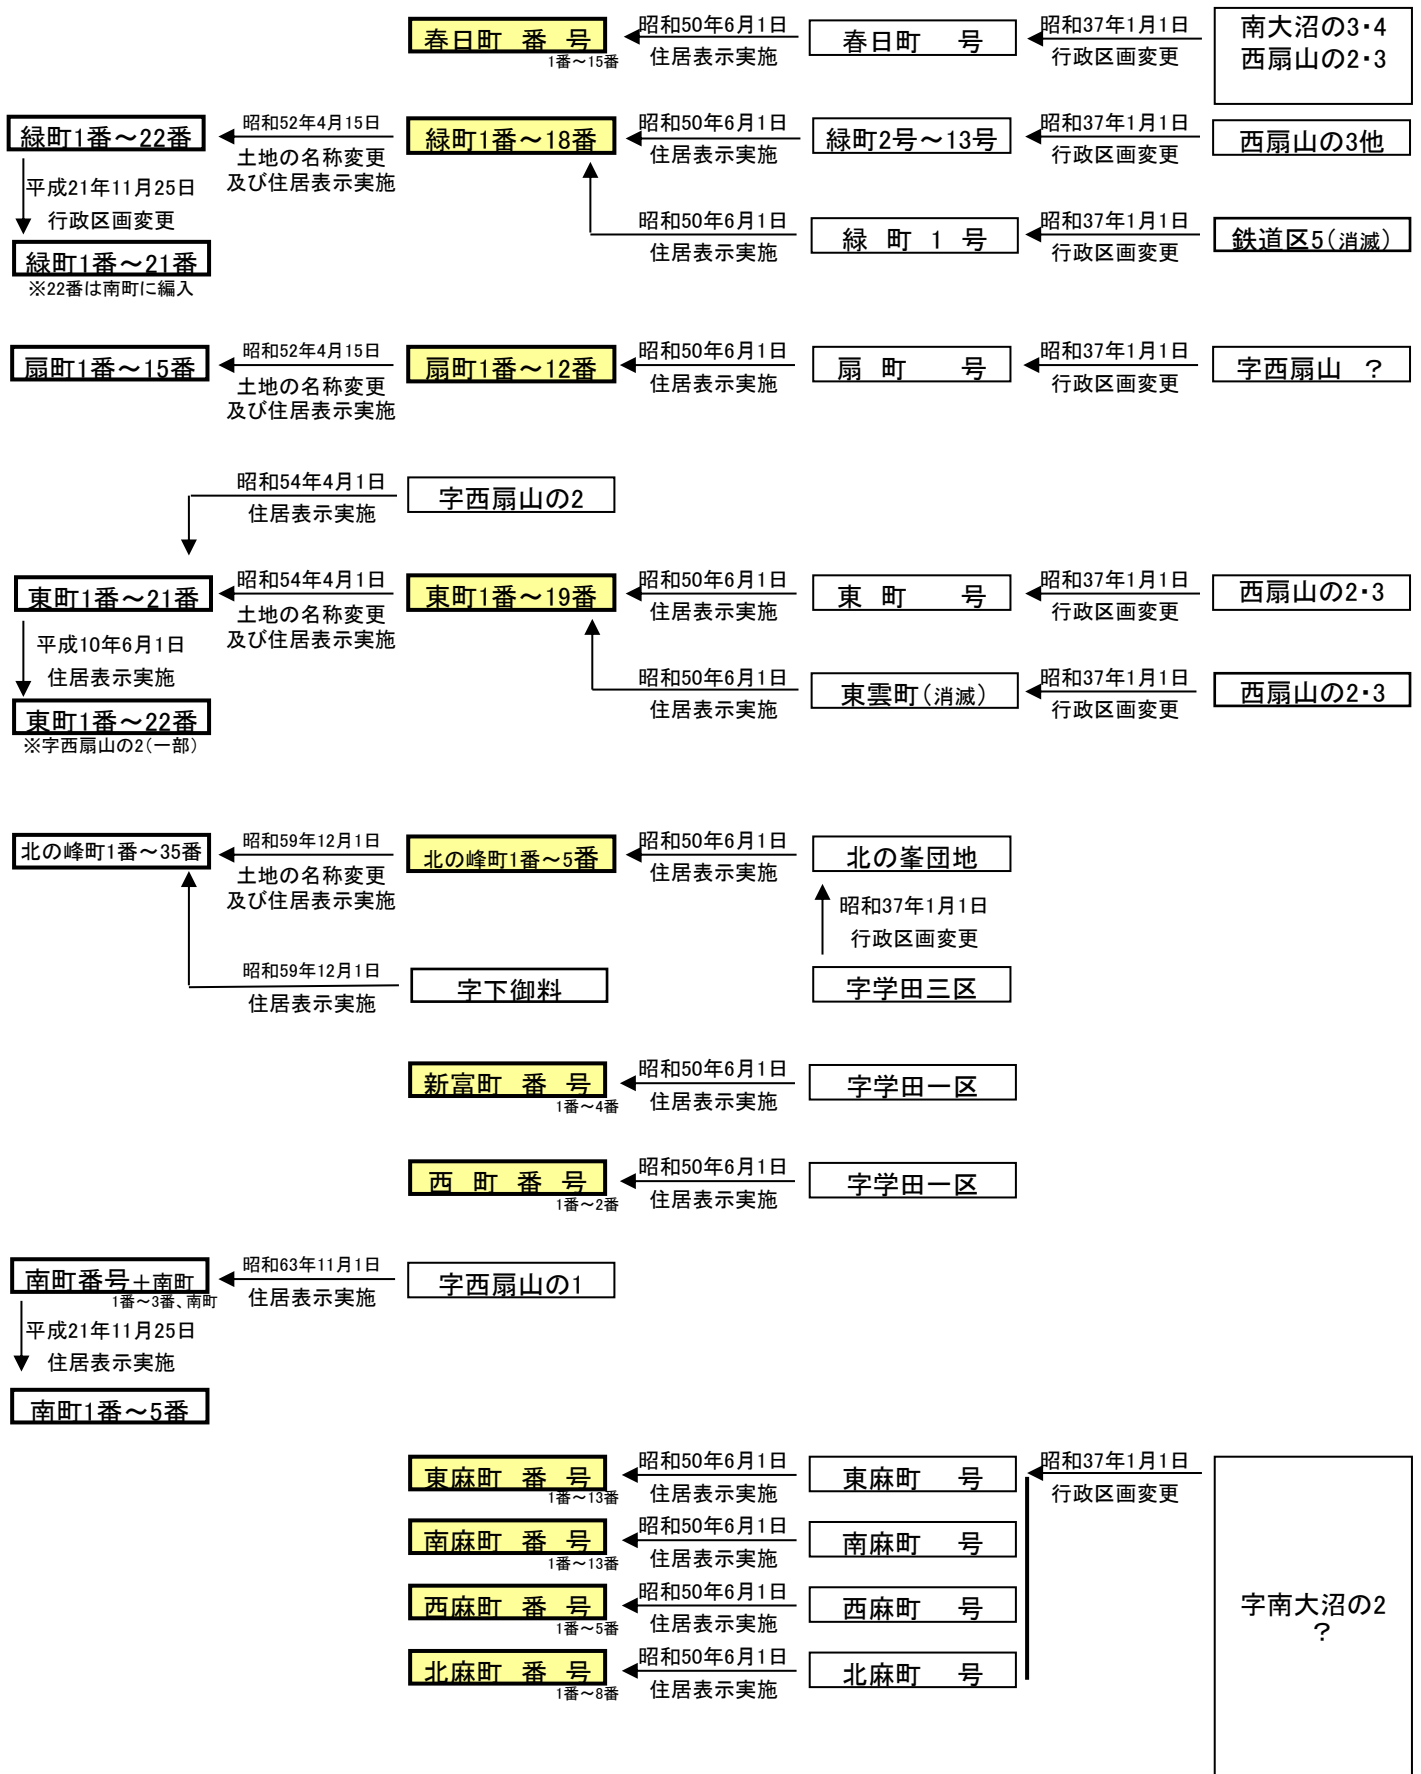 春日町 番 号
1番～15番
昭和50年6月1日
住居表示実施
春日町 号
昭和37年1月1日
行政区画変更
南大沼の3・4
西扇山の2・3
緑町1番～22番
昭和52年4月15日
土地の名称変更
及び住居表示実施
緑町1番～18番
昭和50年6月1日
住居表示実施
緑町2号～13号
昭和37年1月1日
行政区画変更
西扇山の3他
平成21年11月25日
行政区画変更
緑町1番～21番
※22番は南町に編入
昭和50年6月1日
住居表示実施
緑 町 1 号
昭和37年1月1日
行政区画変更
鉄道区5(消滅)
扇町1番～15番
昭和52年4月15日
土地の名称変更
及び住居表示実施
扇町1番～12番
昭和50年6月1日
住居表示実施
扇 町 号
昭和37年1月1日
行政区画変更
字西扇山 ?
昭和54年4月1日
住居表示実施
字西扇山の2
東町1番～21番
昭和54年4月1日
土地の名称変更
及び住居表示実施
東町1番～19番
昭和50年6月1日
住居表示実施
東 町 号
昭和37年1月1日
行政区画変更
西扇山の2・3
平成10年6月1日
住居表示実施
東町1番～22番
※字西扇山の2(一部)
昭和50年6月1日
住居表示実施
東雲町(消滅)
昭和37年1月1日
行政区画変更
西扇山の2・3
北の峰町1番～35番
昭和59年12月1日
土地の名称変更
及び住居表示実施
北の峰町1番～5番
昭和50年6月1日
住居表示実施
北の峯団地
昭和37年1月1日
行政区画変更
字学田三区
昭和59年12月1日
住居表示実施
字下御料
新富町 番 号
1番～4番
昭和50年6月1日
住居表示実施
字学田一区
西 町 番 号
1番～2番
昭和50年6月1日
住居表示実施
字学田一区
南町番号+南町
1番～3番、南町
昭和63年11月1日
住居表示実施
字西扇山の1
平成21年11月25日
住居表示実施
南町1番～5番
東麻町 番 号
1番～13番
昭和50年6月1日
住居表示実施
東麻町 号
昭和37年1月1日
行政区画変更
南麻町 番 号
1番～13番
昭和50年6月1日
住居表示実施
南麻町 号
西麻町 番 号
1番～5番
昭和50年6月1日
住居表示実施
西麻町 号
字南大沼の2
?
北麻町 番 号
1番～8番
昭和50年6月1日
住居表示実施
北麻町 号